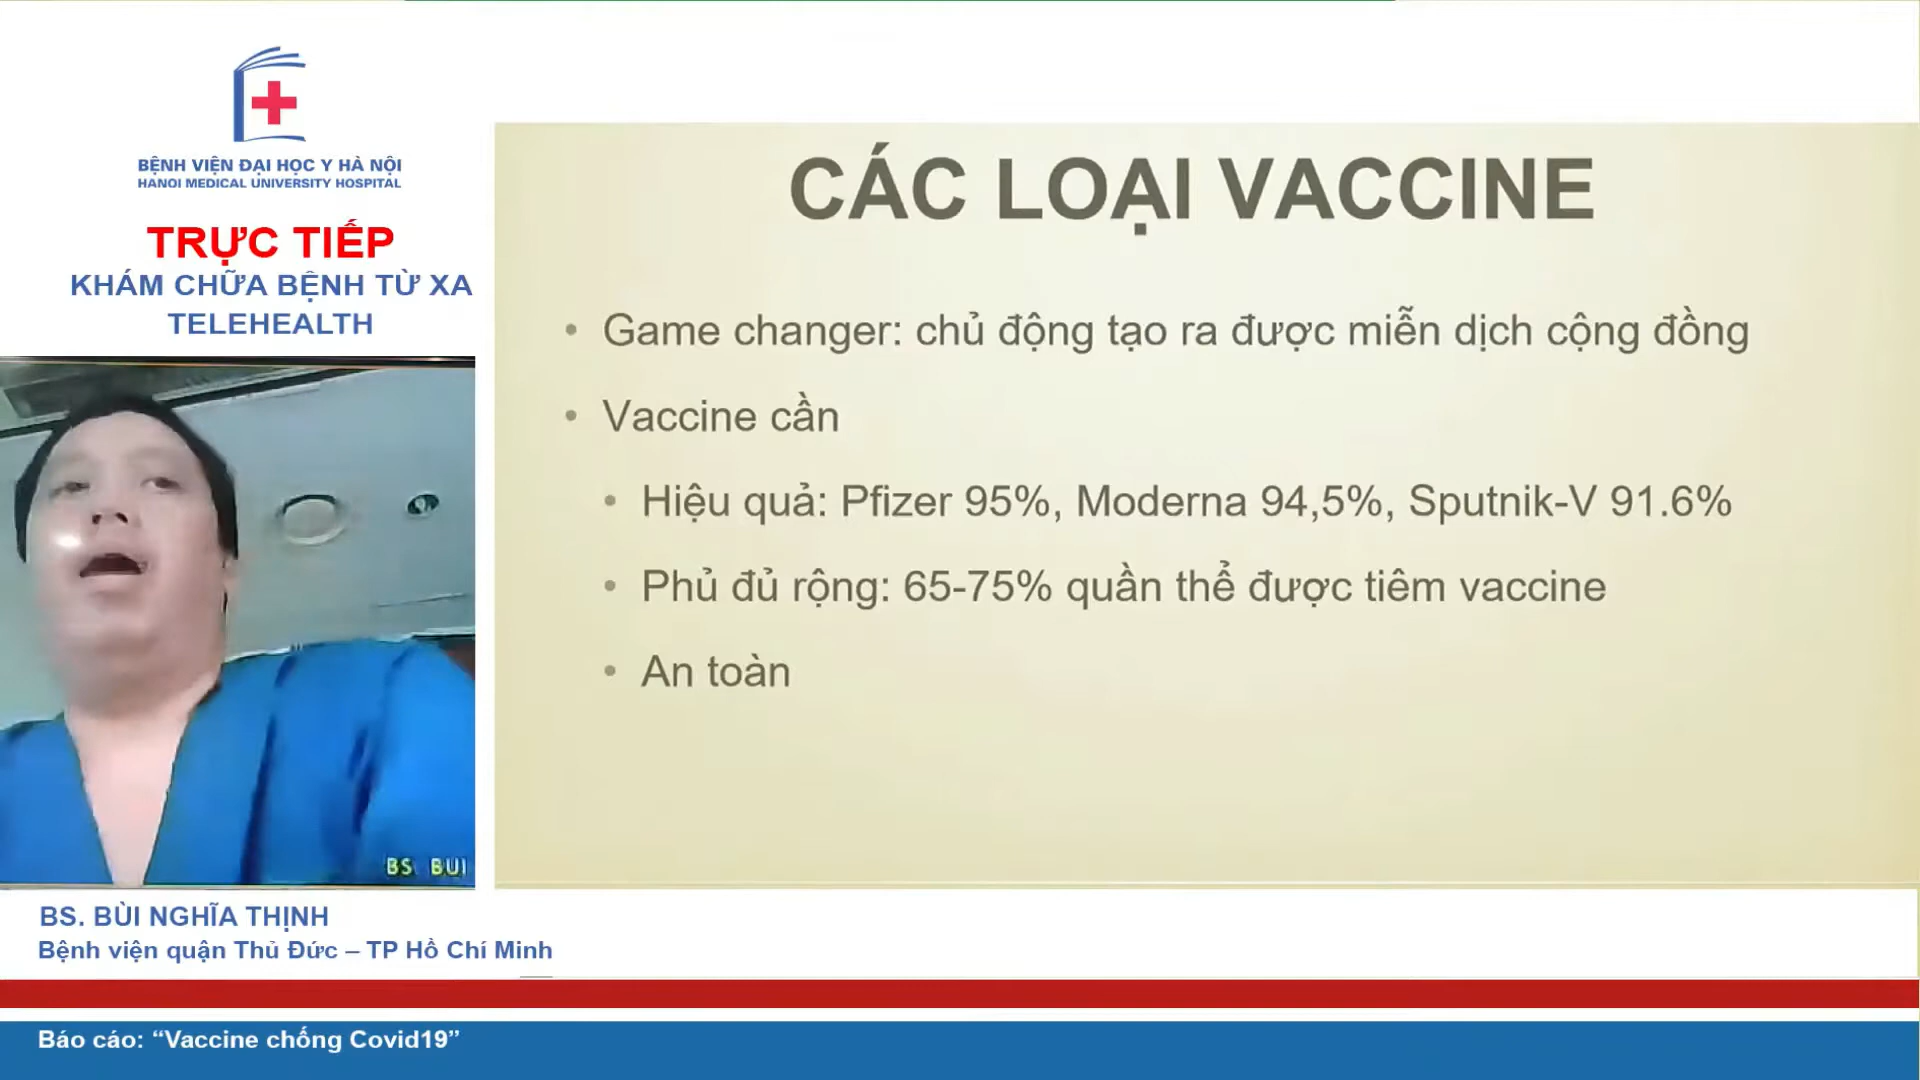 BỆNH VIỆN ĐẠI HỌC Y HÀ NỘI
HANOI MEDICAL UNIVERSITY HOSPITAL
TRỰC TIẾP
KHÁM CHỮA BỆNH TỪ XA
TELEHEALTH
CÁC LOẠI VACCINE
• Game changer: chủ động tạo ra được miễn dịch cộng đồng
• Vaccine cần
• Hiệu quả: Pfizer 95%, Moderna 94,5%, Sputnik-V 91.6%
• Phủ đủ rộng: 65-75% quần thể được tiêm vaccine
• An toàn
BS. BUI
BS. BÙI NGHĨA THỊNH
Bệnh viện quận Thủ Đức – TP Hồ Chí Minh
Báo cáo: “Vaccine chống Covid19”